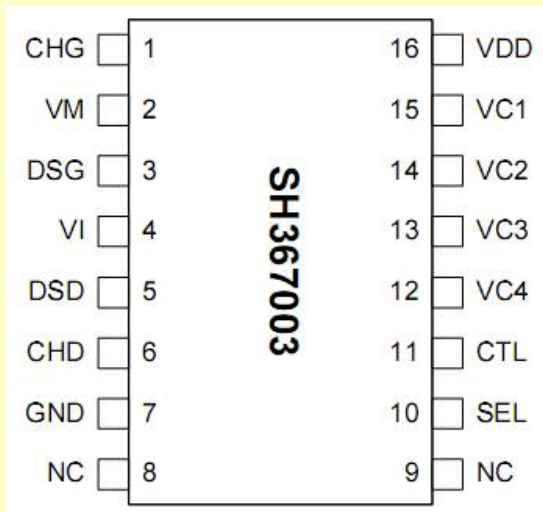 CHG 1 16 VDD
VM 2 15 VC1
DSG 3 14 VC2
VI 4 13 VC3
DSD 5 12 VC4
CHD 6 11 CTL
GND 7 10 SEL
NC 8 9 NC
SH367003